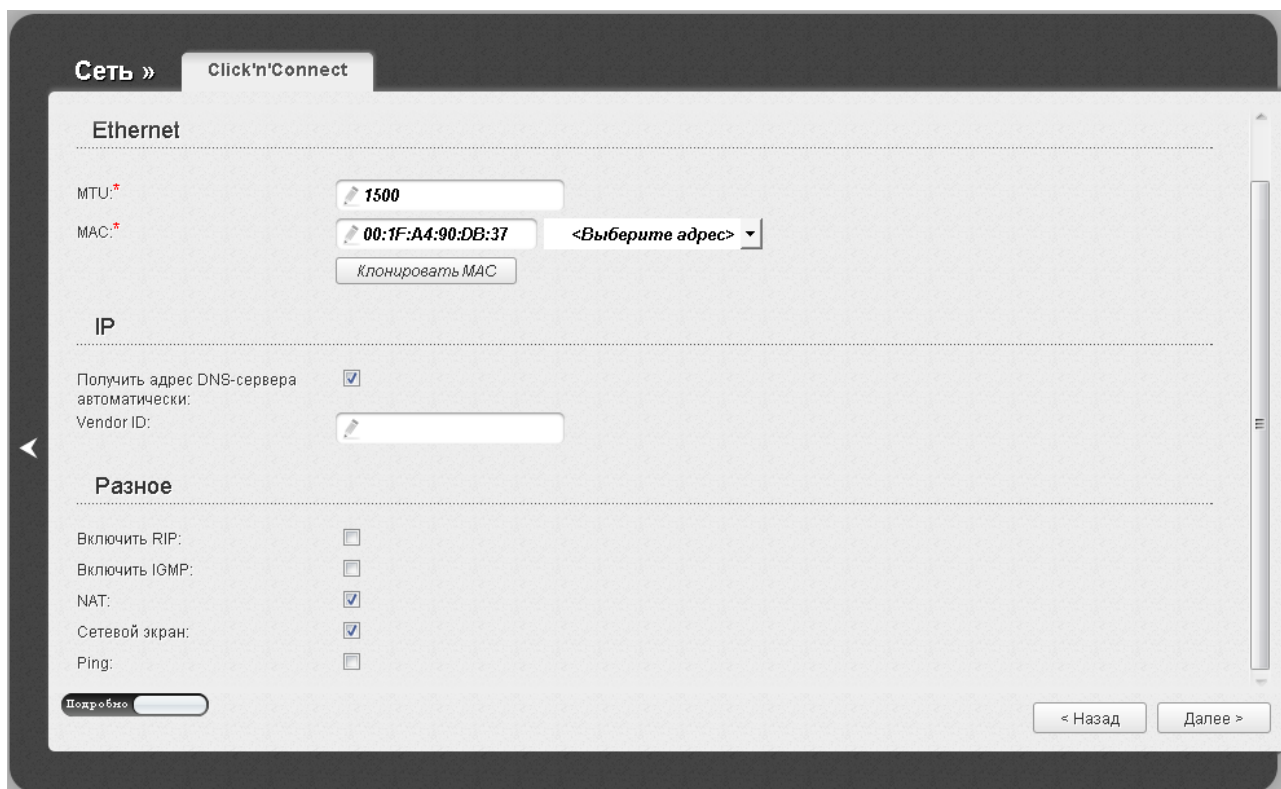 Сеть »
Click'n'Connect
Ethernet
MTU:*
1500
MAC:*
00:1F:A4:90:DB:37
<Выберите адрес>
Клонировать MAC
IP
Получить адрес DNS-сервера
автоматически:
Vendor ID:
Разное
Включить RIP:
Включить IGMP:
NAT:
Сетевой экран:
Ping:
Подробно
< Назад
Далее >